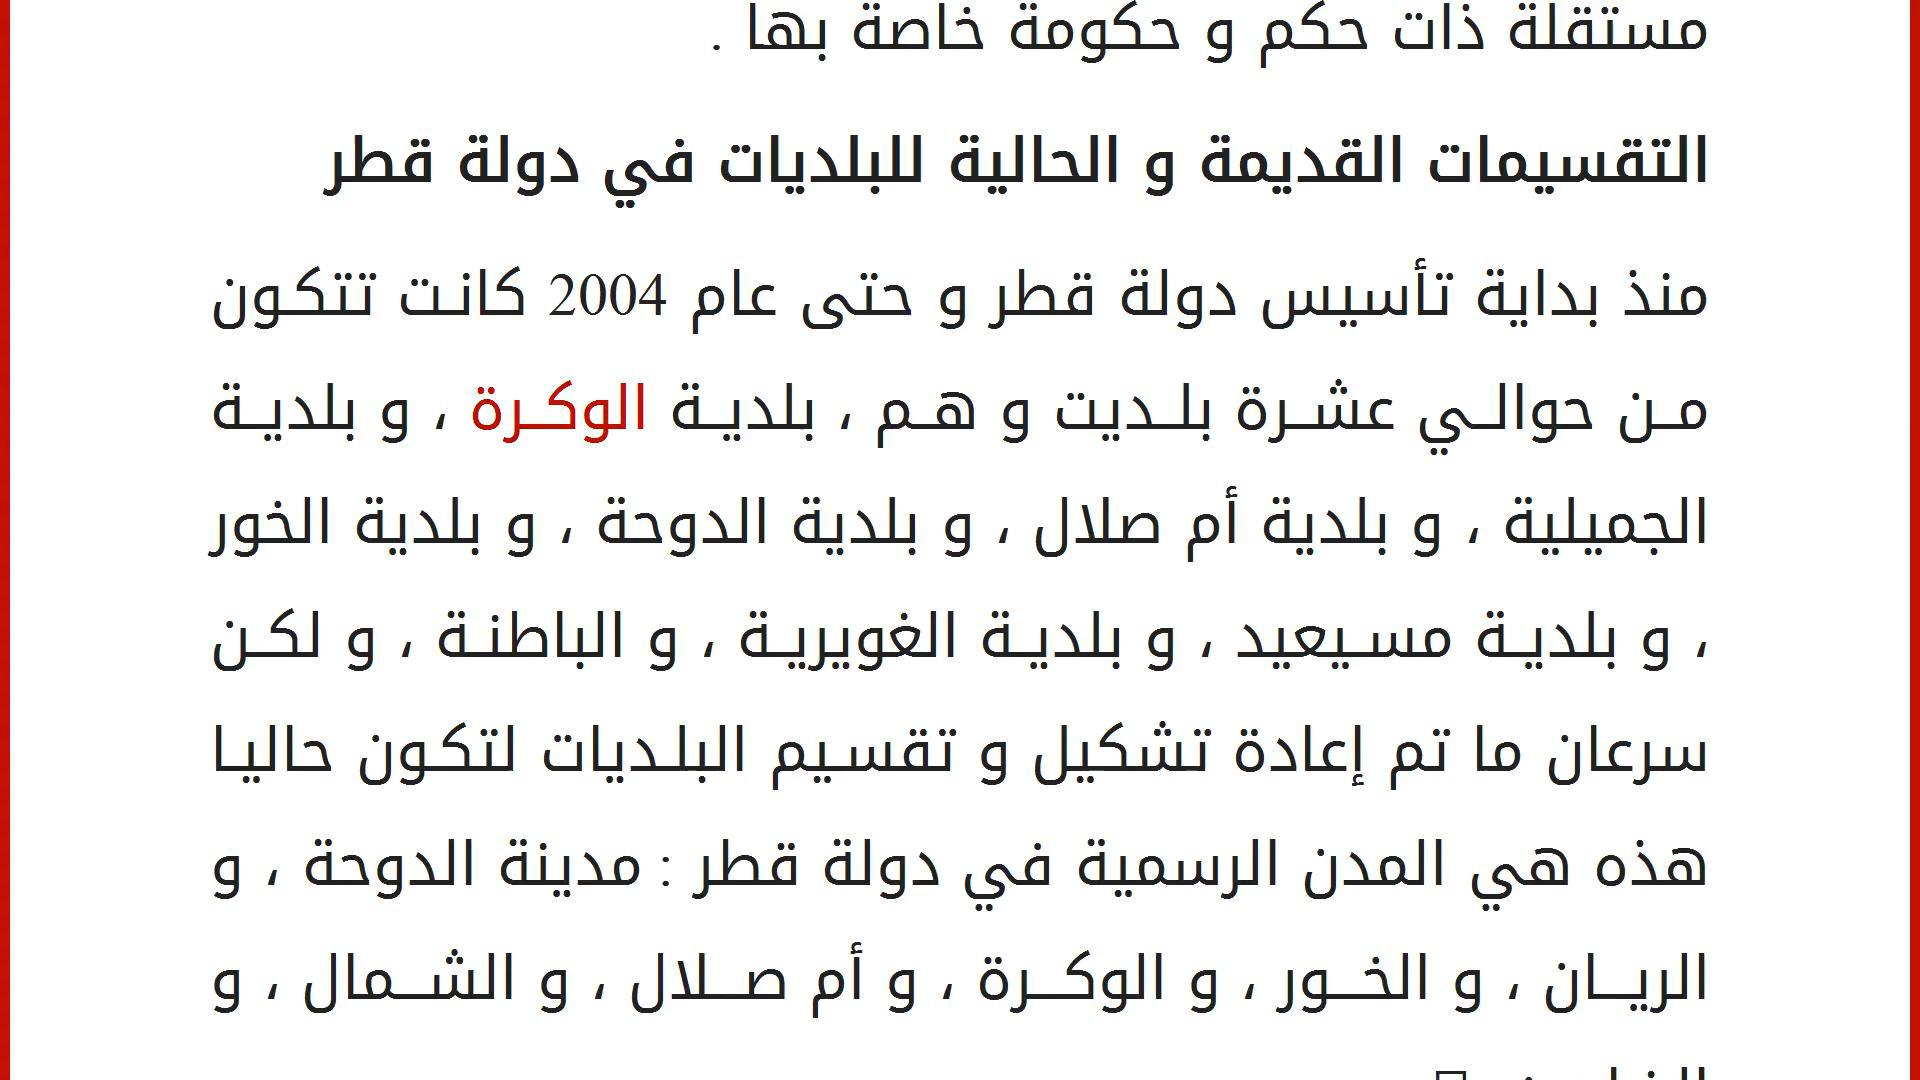 مستقلة ذات حكم و حكومة خاصة بها .
التقسيمات القديمة و الحالية للبلديات في دولة قطر
منذ بداية تأسيس دولة قطر و حتى عام 2004 كانت تتكون
من حوالي عشرة بلديت و هم ، بلدية الوكرة ، و بلدية
الجميلية ، و بلدية أم صلال ، و بلدية الدوحة ، و بلدية الخور
، و بلدية مسيعيد ، و بلدية الغويرية ، و الباطنة ، و لكن
سرعان ما تم إعادة تشكيل و تقسيم البلديات لتكون حاليا
هذه هي المدن الرسمية في دولة قطر : مدينة الدوحة ، و
الريان ، و الخور ، و الوكرة ، و أم صلال ، و الشمال ، و